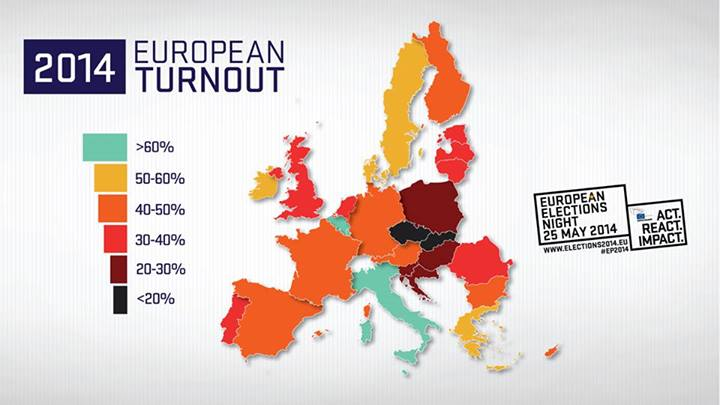 2014
EUROPEAN
TURNOUT
>60%
50-60%
40-50%
30-40%
20-30%
<20%
EUROPEAN
ELECTIONS
NIGHT
25 MAY 2014
WWW.ELECTIONS2014.EU
#EP2014
ACT.
REACT.
IMPACT.